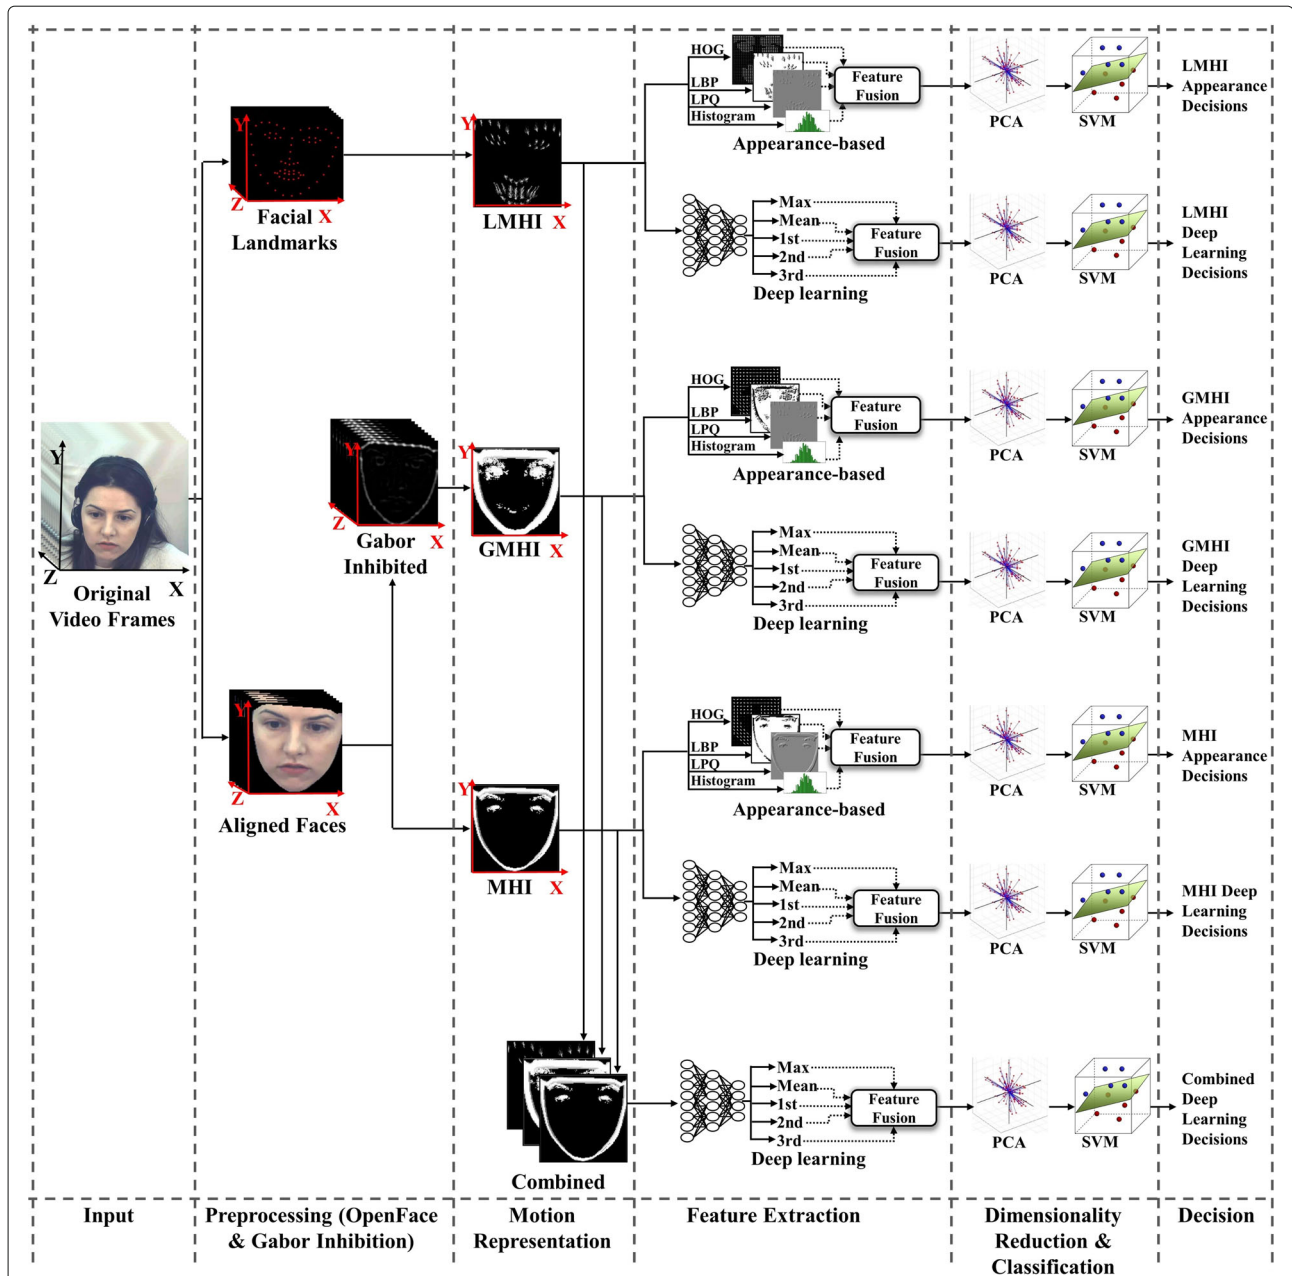 Y
Z
X
Original
Video Frames
Y
Z
Facial X
Landmarks
Y
Z
X
Gabor
Inhibited
Y
Z
X
Aligned Faces
Y
LMHI X
Y
GMHI X
Y
MHI X
Combined
HOG
LBP
LPQ
Histogram
Appearance-based
Feature
Fusion
PCA
SVM
LMHI
Appearance
Decisions
Max
Mean
1st
2nd
3rd
Deep learning
Feature
Fusion
PCA
SVM
LMHI
Deep
Learning
Decisions
HOG
LBP
LPQ
Histogram
Appearance-based
Feature
Fusion
PCA
SVM
GMHI
Appearance
Decisions
Max
Mean
1st
2nd
3rd
Deep learning
Feature
Fusion
PCA
SVM
GMHI
Deep
Learning
Decisions
HOG
LBP
LPQ
Histogram
Appearance-based
Feature
Fusion
PCA
SVM
MHI
Appearance
Decisions
Max
Mean
1st
2nd
3rd
Deep learning
Feature
Fusion
PCA
SVM
MHI Deep
Learning
Decisions
Max
Mean
1st
2nd
3rd
Deep learning
Feature
Fusion
PCA
SVM
Combined
Deep
Learning
Decisions
Input
Preprocessing (OpenFace
& Gabor Inhibition)
Motion
Representation
Feature Extraction
Dimensionality
Reduction &
Classification
Decision